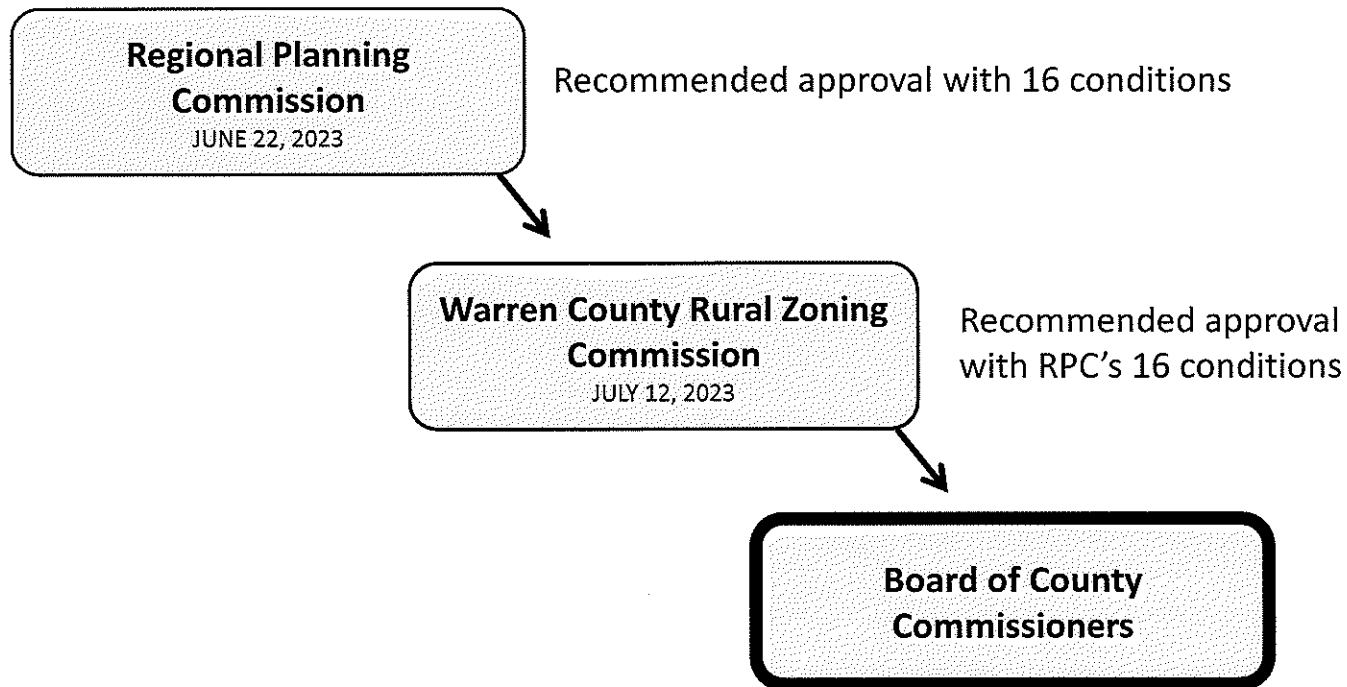 Regional Planning
Commission
JUNE 22, 2023
Recommended approval with 16 conditions
Warren County Rural Zoning
Commission
JULY 12, 2023
Recommended approval
with RPC's 16 conditions
Board of County
Commissioners